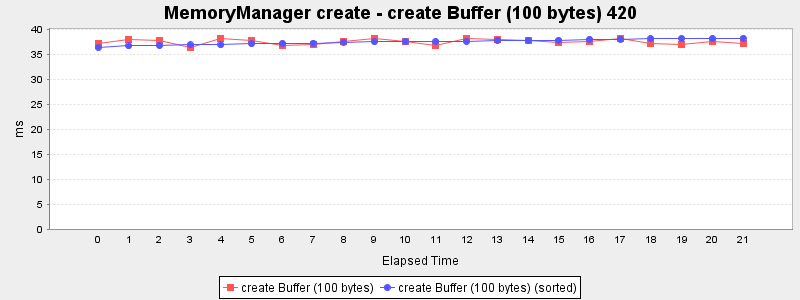 MemoryManager create - create Buffer (100 bytes) 420
40
35
30
25
20
15
10
5
0
ms
0 1 2 3 4 5 6 7 8 9 10 11 12 13 14 15 16 17 18 19 20 21
Elapsed Time
create Buffer (100 bytes) create Buffer (100 bytes) (sorted)